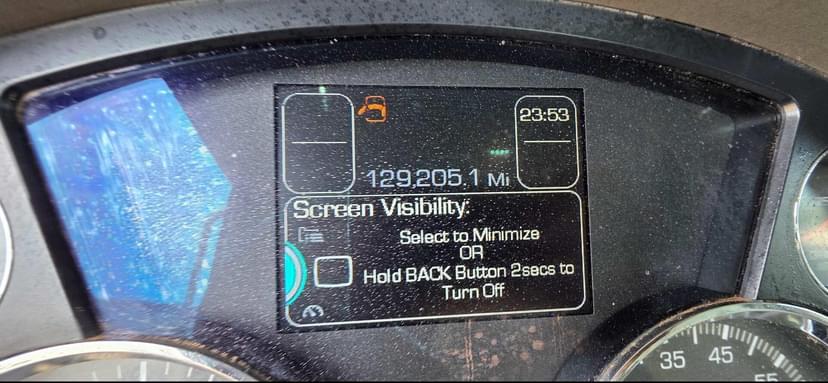 23:53
129,205.1 Mi
Screen Visibility:
Select to Minimize
OR
Hold BACK Button 2secs to
Turn Off
35 45 55